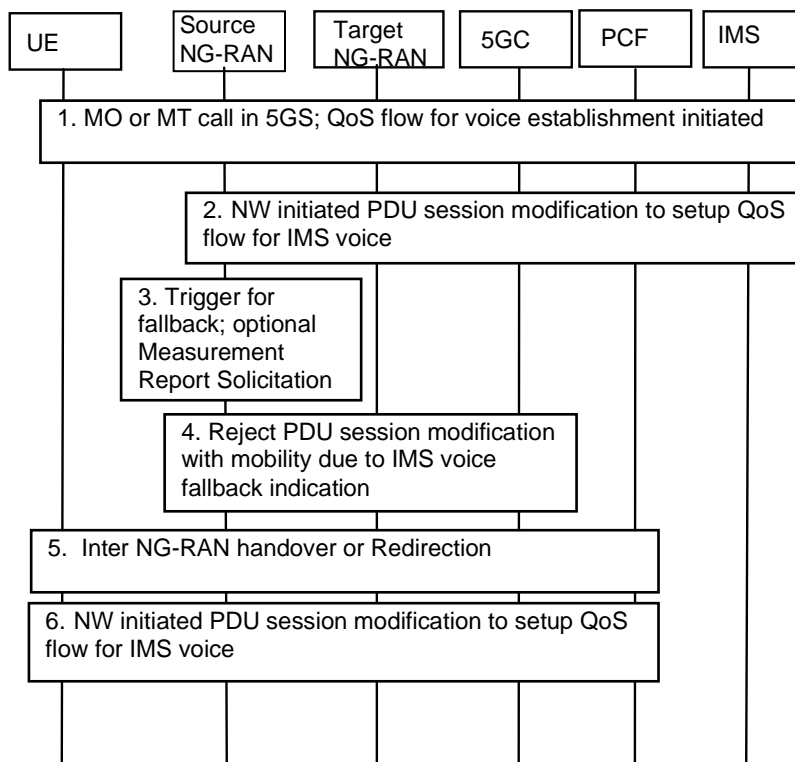 UE
Source
NG-RAN
Target
NG-RAN
5GC
PCF
IMS
1. MO or MT call in 5GS; QoS flow for voice establishment initiated
2. NW initiated PDU session modification to setup QoS
flow for IMS voice
3. Trigger for
fallback; optional
Measurement
Report Solicitation
4. Reject PDU session modification
with mobility due to IMS voice
fallback indication
5. Inter NG-RAN handover or Redirection
6. NW initiated PDU session modification to setup QoS
flow for IMS voice